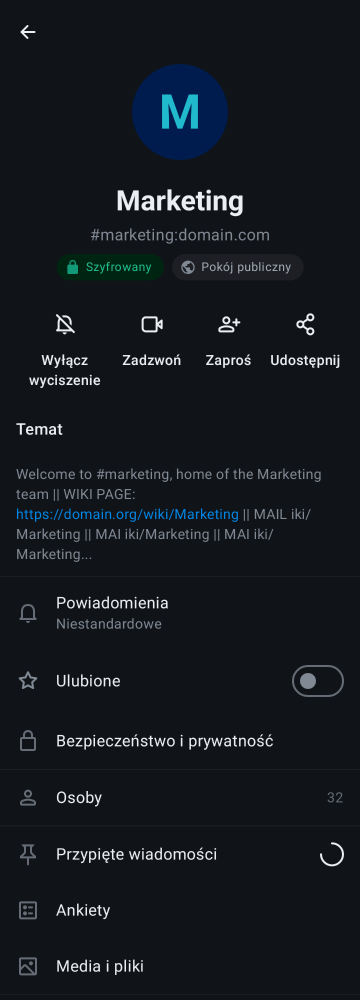 M
Marketing
#marketing:domain.com
Szyfrowany
Pokój publiczny
Wyłącz
wyciszenie
Zadzwoń
Zaproś
Udostępnij
Temat
Welcome to #marketing, home of the Marketing
team || WIKI PAGE:
https://domain.org/wiki/Marketing || MAIL iki/
Marketing || MAI iki/Marketing || MAI iki/
Marketing...
Powiadomienia
Niestandardowe
Ulubione
Bezpieczeństwo i prywatność
Osoby 32
Przypięte wiadomości
Ankiety
Media i pliki